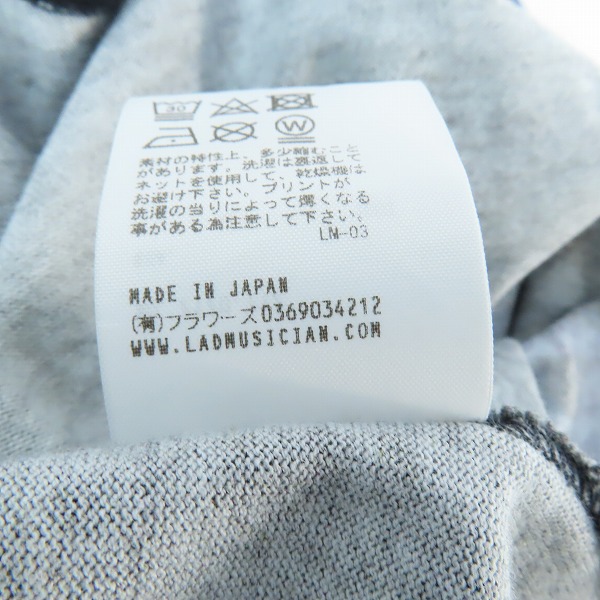 30
W
素材の特性上、多少縮むこと
があります。洗濯は裏返して
ネットを使用して、乾燥機は
お避け下さい。プリントが
洗濯の当りによって薄くなる
事がある為注意して下さい。
LM-03
MADE IN JAPAN
(有)フラワーズ0369034212
WWW.LADMUSICIAN.COM